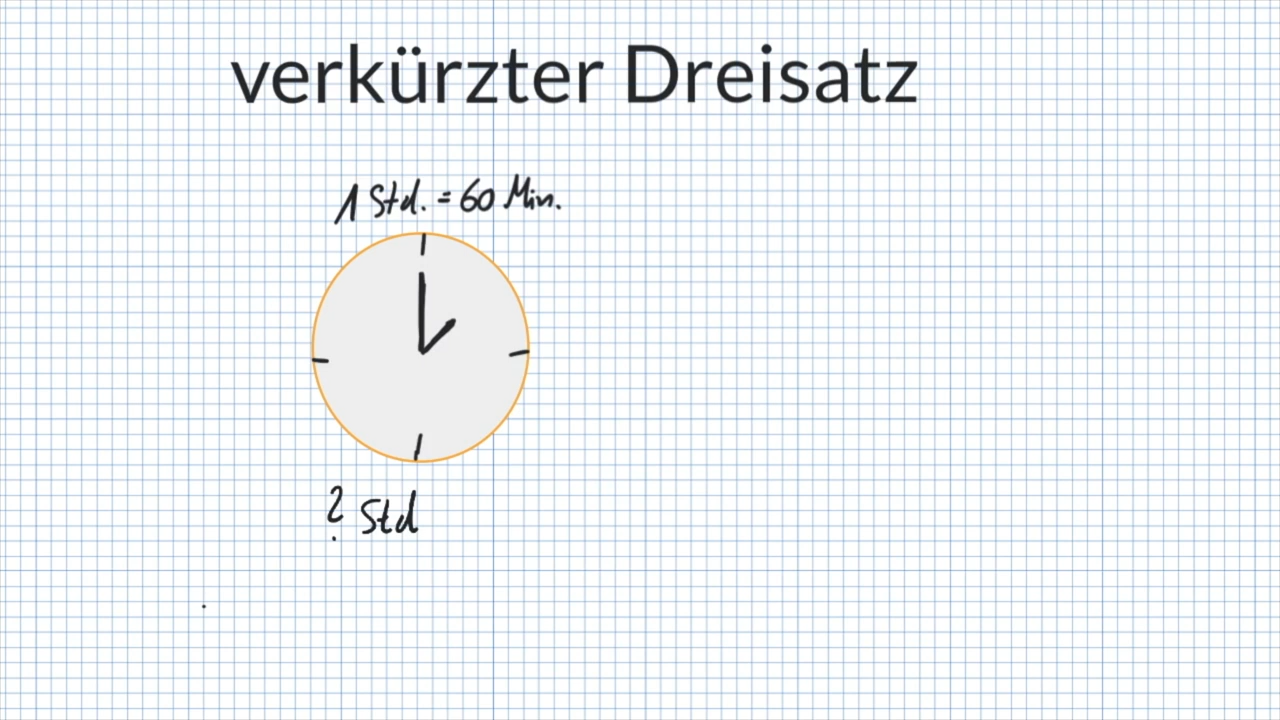 verkürzter Dreisatz
1 Std. = 60 Min.
? Std